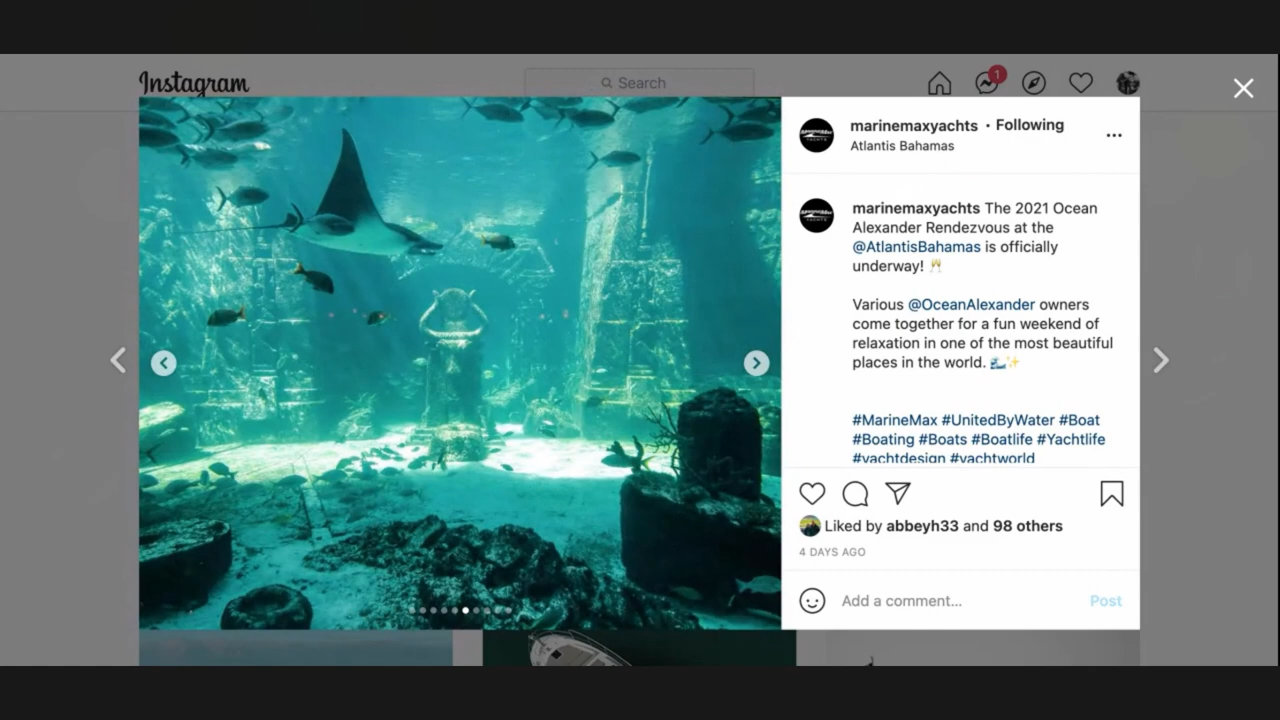 Instagram
Search
1
marinemaxyachts • Following
Atlantis Bahamas
marinemaxyachts The 2021 Ocean
Alexander Rendezvous at the
@AtlantisBahamas is officially
underway! 🥂
Various @OceanAlexander owners
come together for a fun weekend of
relaxation in one of the most beautiful
places in the world. 🌊✨
#MarineMax #UnitedByWater #Boat
#Boating #Boats #Boatlife #Yachtlife
#yachtdesign #yachtworld
Liked by abbeyh33 and 98 others
4 DAYS AGO
Add a comment...
Post